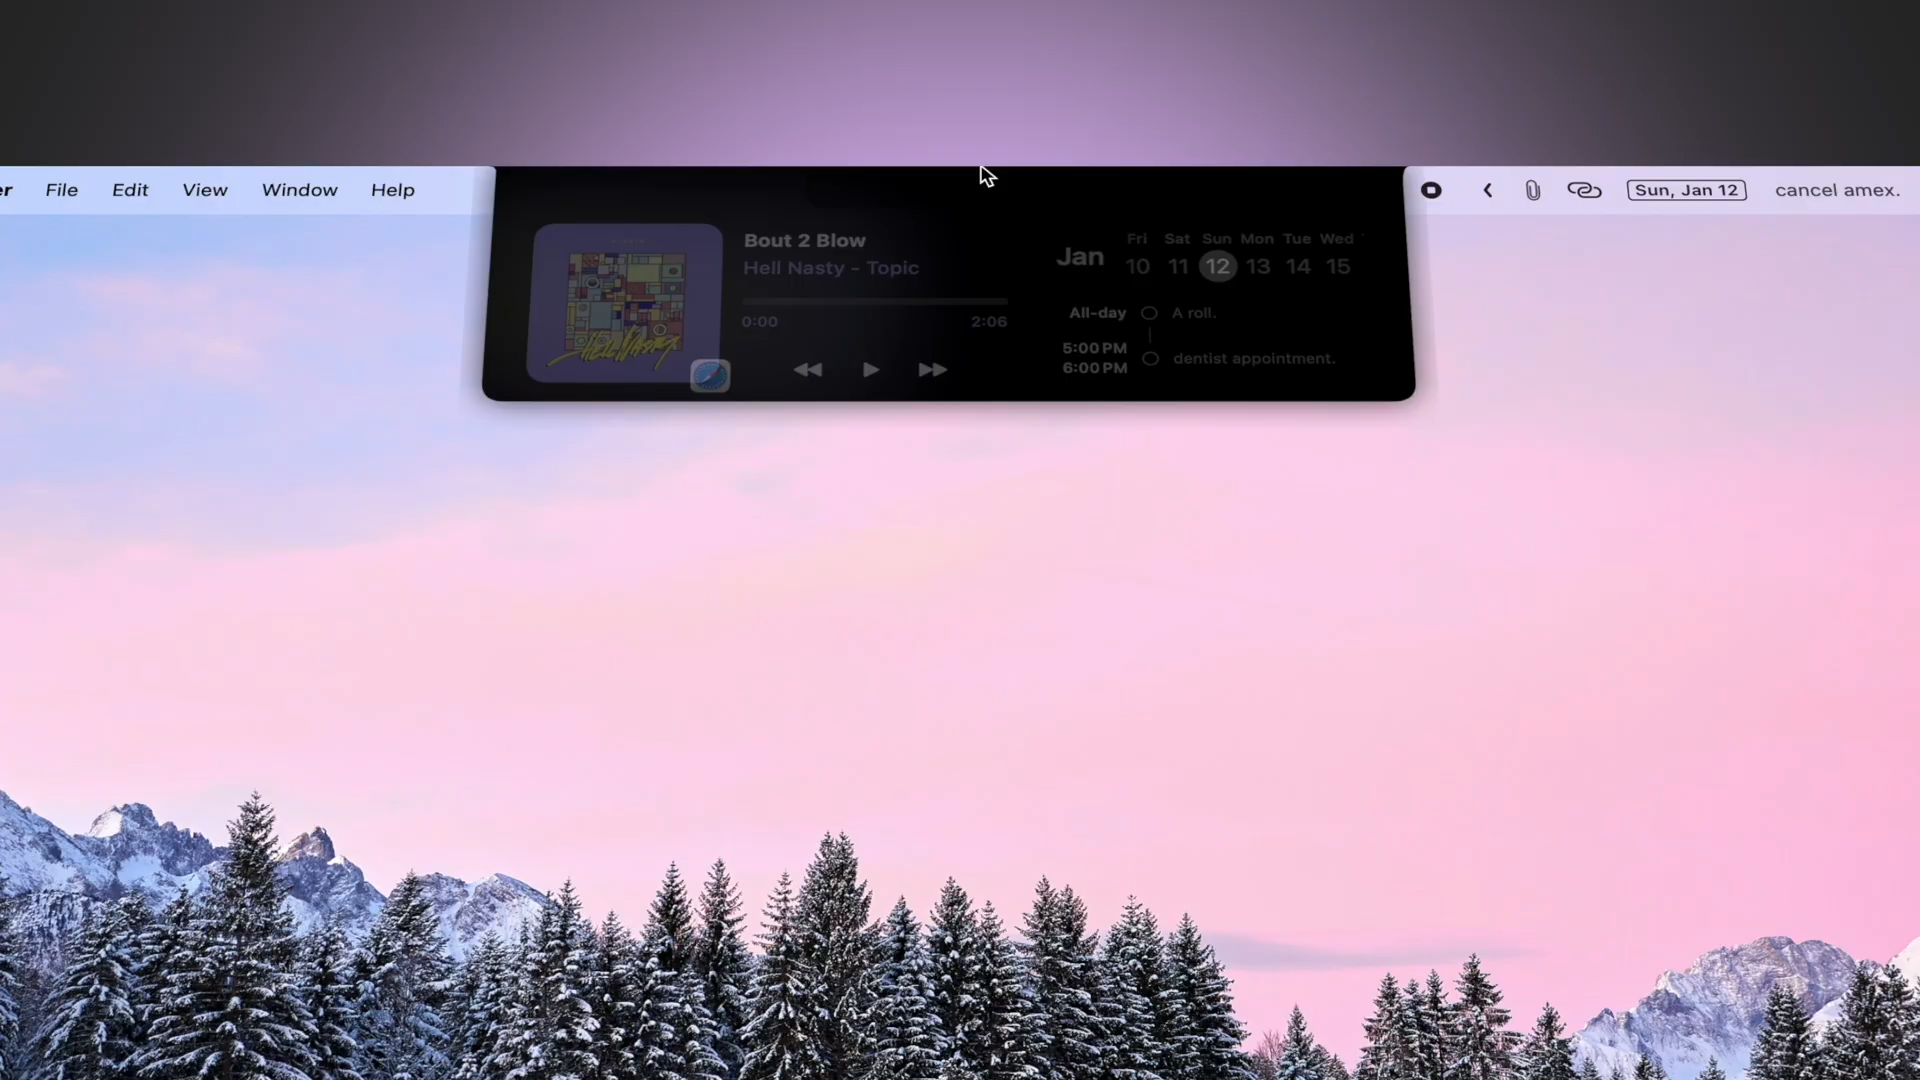 er File Edit View Window Help
Sun, Jan 12 cancel amex.
Bout 2 Blow
Hell Nasty - Topic
0:00 2:06
HELL NASTY
Jan
Fri Sat Sun Mon Tue Wed
10 11 12 13 14 15
All-day A roll.
5:00 PM
6:00 PM
dentist appointment.